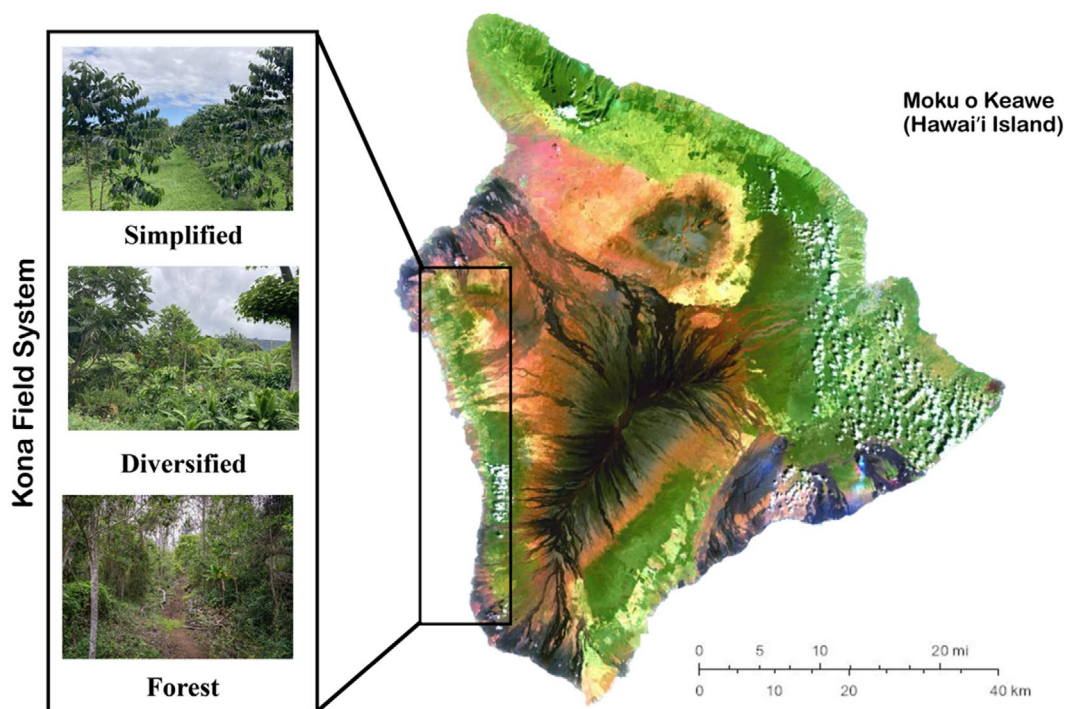 Kona Field System
Simplified
Diversified
Forest
Moku o Keawe
(Hawai'i Island)
0 5 10 20 mi
0 10 20 40 km